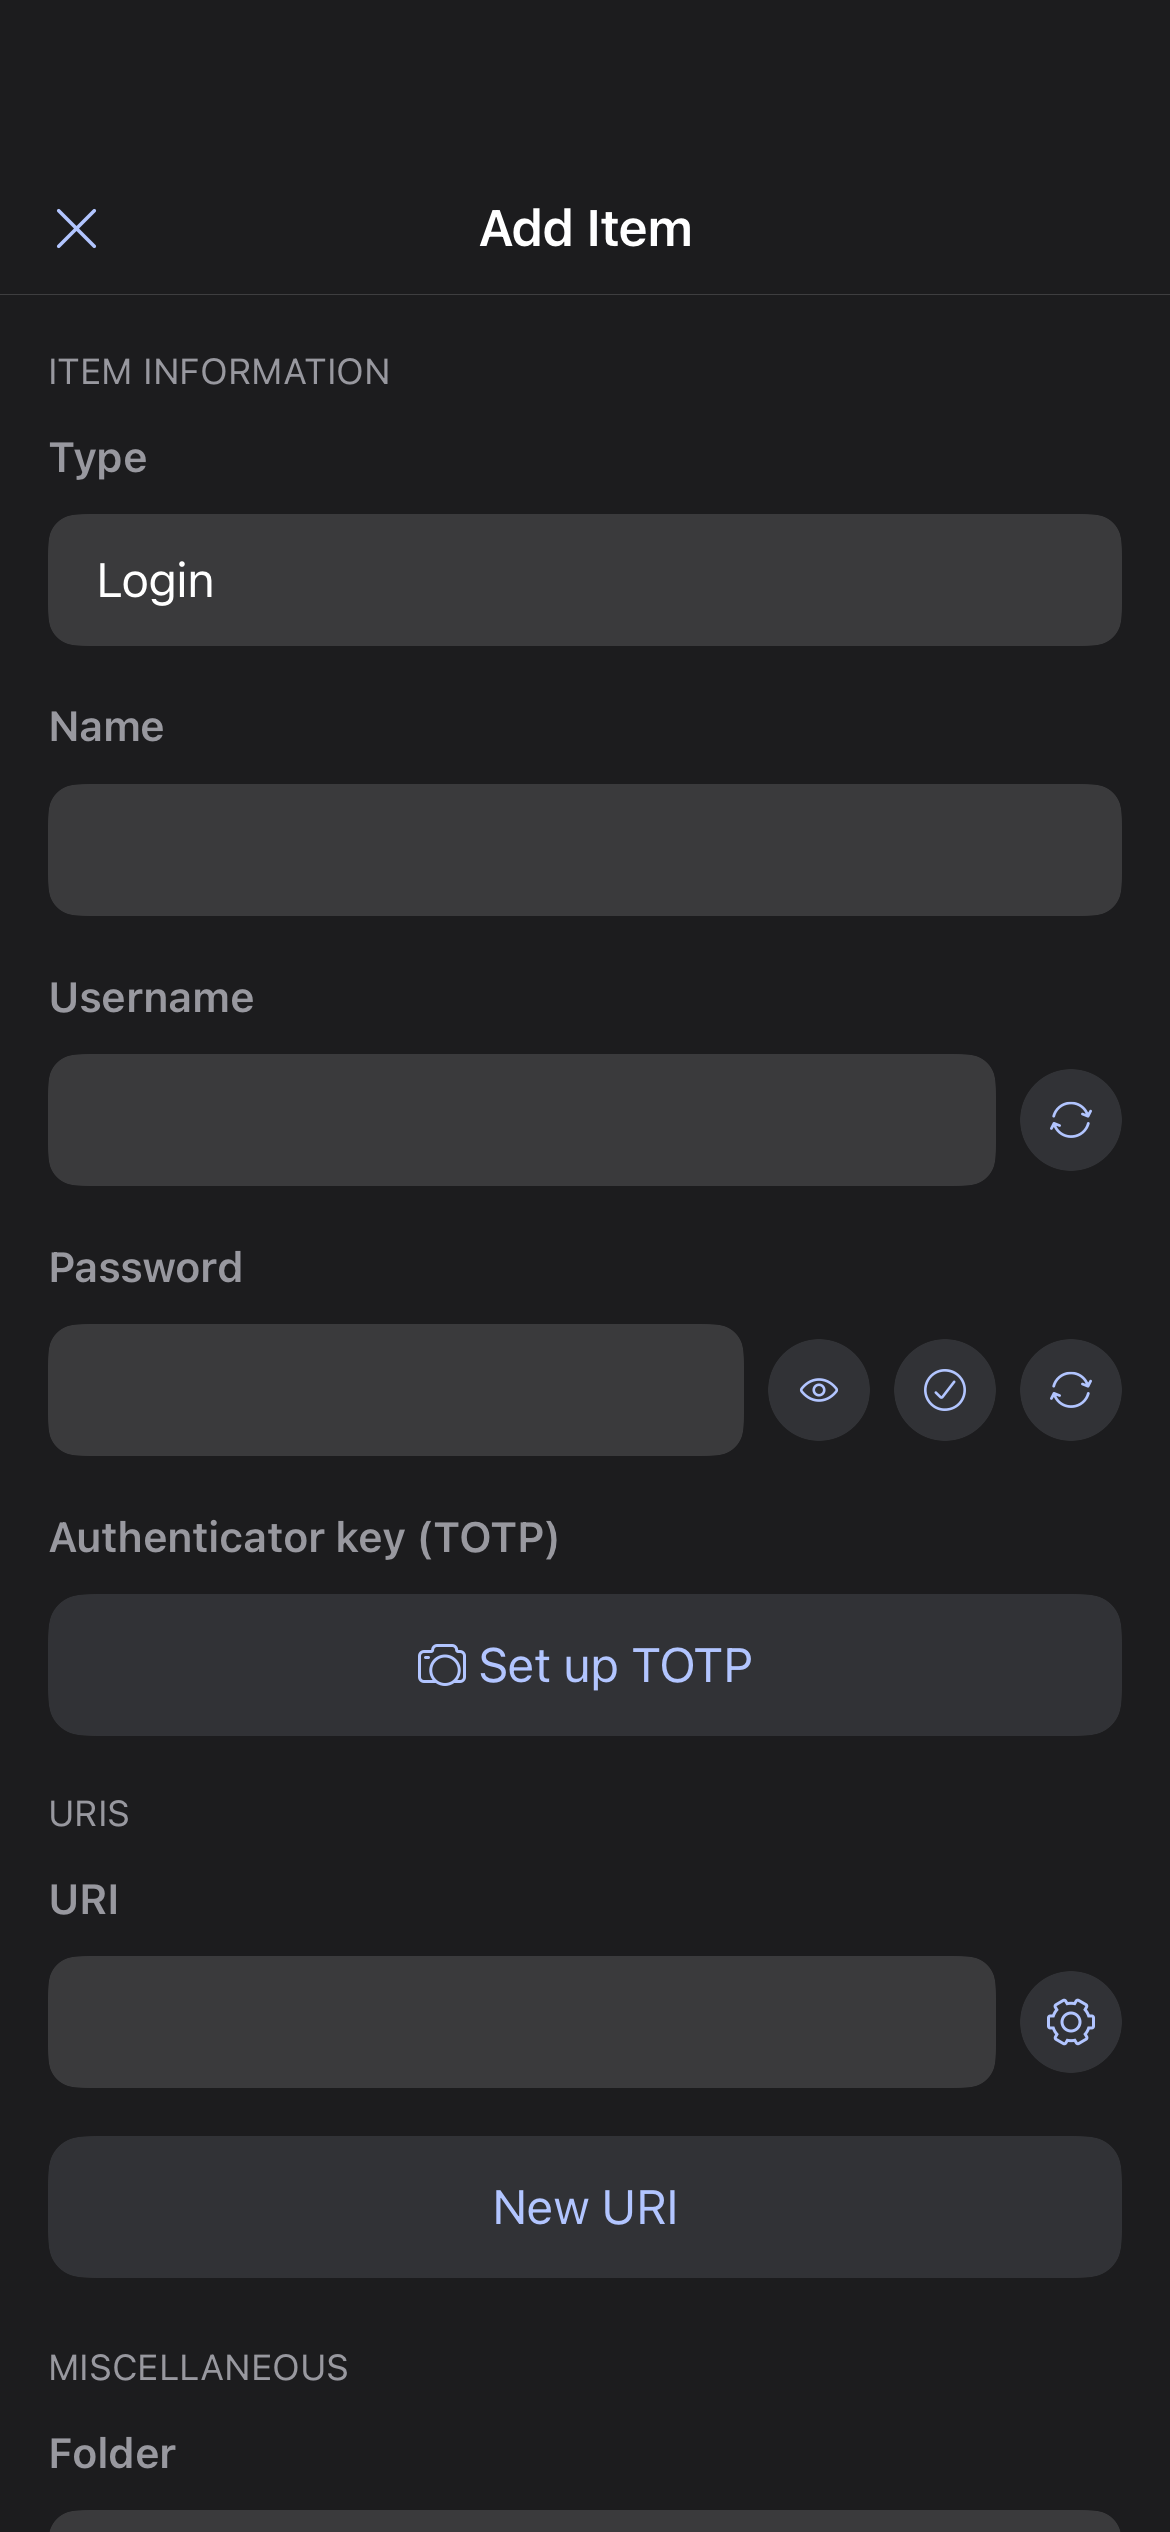 Add Item
ITEM INFORMATION
Type
Login
Name
Username
Password
Authenticator key (TOTP)
Set up TOTP
URIS
URI
New URI
MISCELLANEOUS
Folder